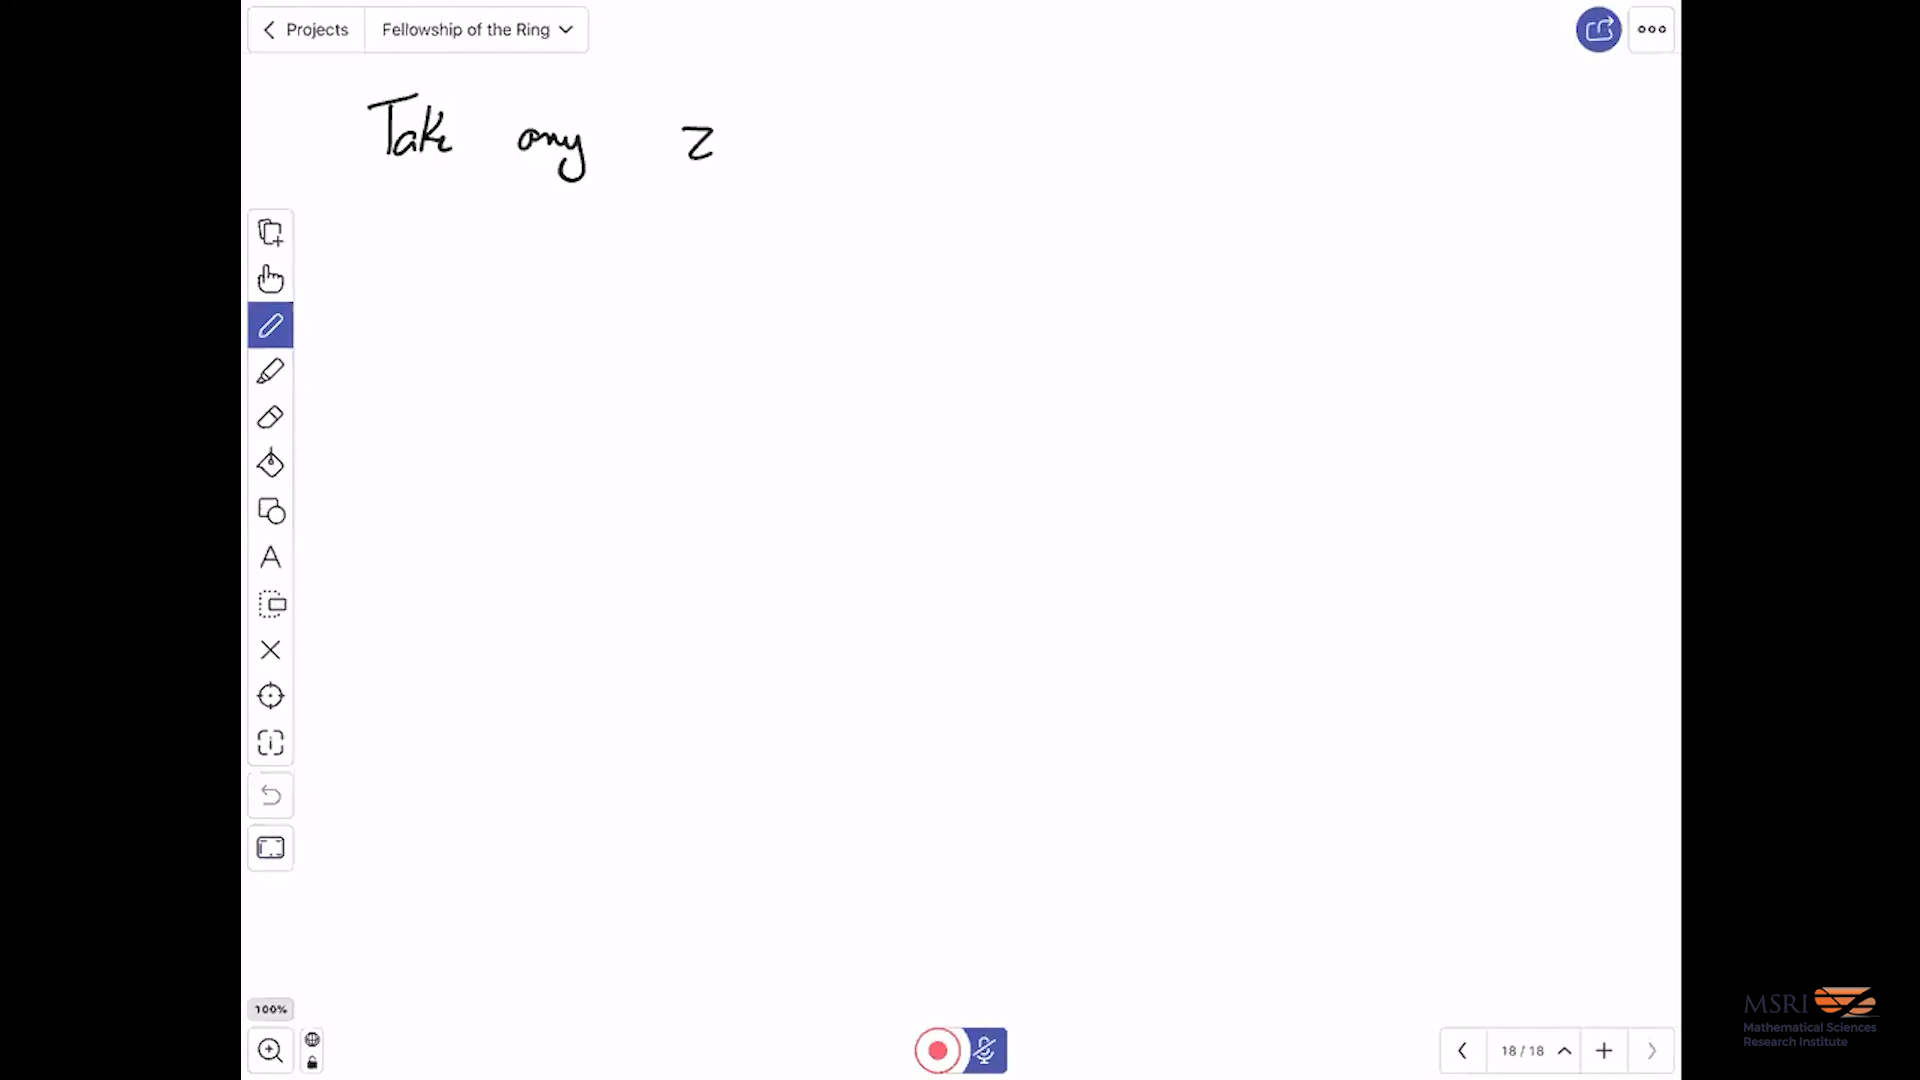 Projects Fellowship of the Ring
Take any z
A
100%
18/18
MSRI
Mathematical Sciences
Research Institute